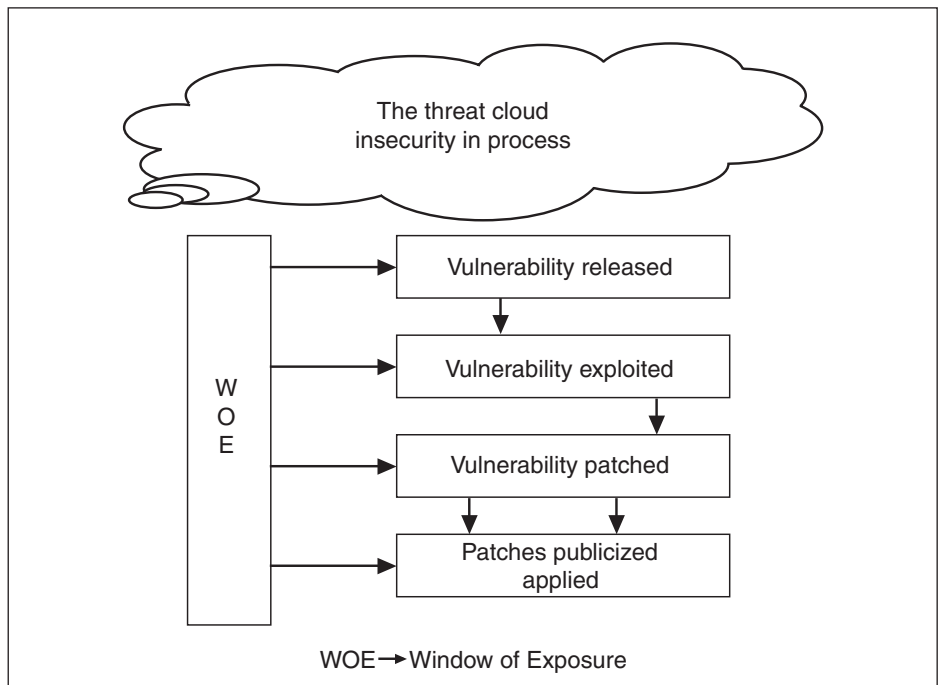 The threat cloud
insecurity in process
Vulnerability released
Vulnerability exploited
W
O
E
Vulnerability patched
Patches publicized
applied
WOE → Window of Exposure